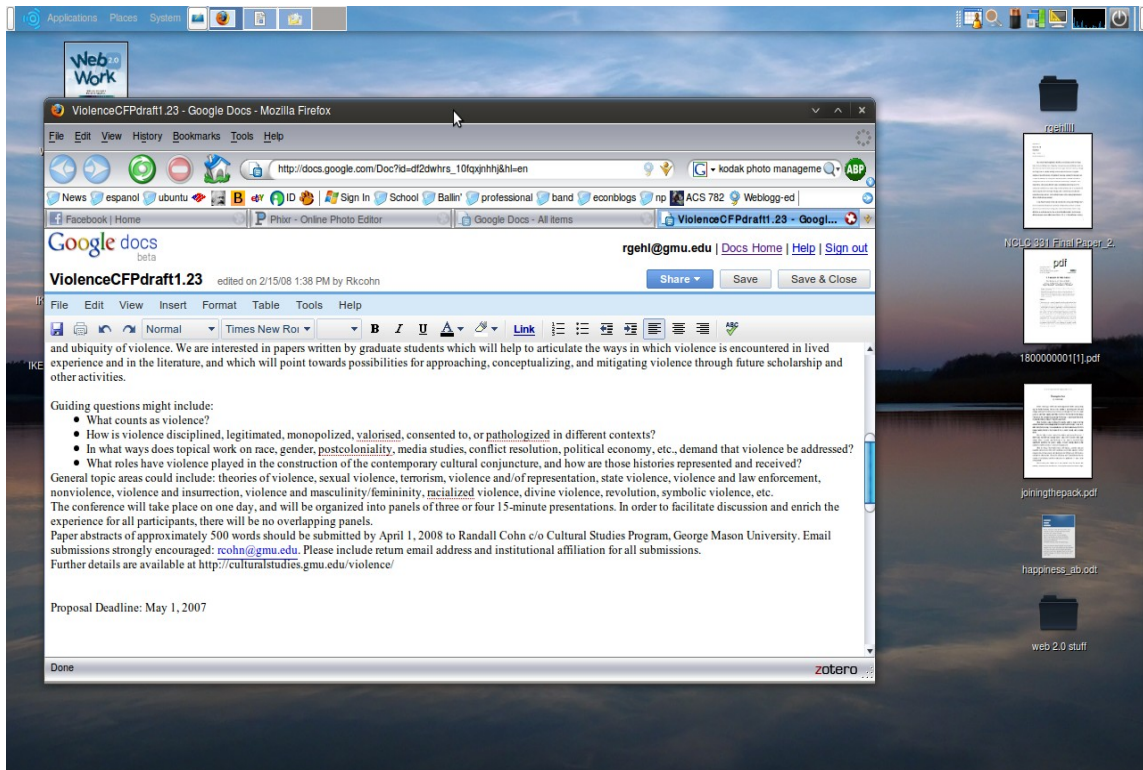 Applications Places System
Web 2.0
Work
ViolenceCFPdraft1.23 - Google Docs - Mozilla Firefox
File Edit View History Bookmarks Tools Help
http://docs.google.com/Doc?id=df2dwhrs_10fqxjnhhj&hl=en
G kodak photo manageme ABP
News espanol ubuntu B eBY ID Sign In School Ballin' professional band econblogs np ACS 782 Weblogg-ed
Facebook | Home
Phixr - Online Photo Editor
Google Docs - All items
ViolenceCFPdraft1.23 - Googl...
Google docs
beta
rgehl@gmu.edu | Docs Home | Help | Sign out
ViolenceCFPdraft1.23 edited on 2/15/08 1:38 PM by Rkcohn
Share Save Save & Close
File Edit View Insert Format Table Tools Help
Normal Times New Roı B I U A Link ABC
and ubiquity of violence. We are interested in papers written by graduate students which will help to articulate the ways in which violence is encountered in lived
experience and in the literature, and which will point towards possibilities for approaching, conceptualizing, and mitigating violence through future scholarship and
other activities.
Guiding questions might include:
● What counts as violence?
● How is violence disciplined, legitimated, monopolized, valorised, consented to, or pathologized in different contexts?
● In what ways does topical work on race, gender, postcoloniality, media studies, conflict resolution, political economy, etc., demand that violence be addressed?
● What roles have violence played in the construction of the contemporary cultural conjuncture, and how are those histories represented and received?
General topic areas could include: theories of violence, sexual violence, terrorism, violence and/of representation, state violence, violence and law enforcement,
nonviolence, violence and insurrection, violence and masculinity/femininity, racialized violence, divine violence, revolution, symbolic violence, etc.
The conference will take place on one day, and will be organized into panels of three or four 15-minute presentations. In order to facilitate discussion and enrich the
experience for all participants, there will be no overlapping panels.
Paper abstracts of approximately 500 words should be submitted by April 1, 2008 to Randall Cohn c/o Cultural Studies Program, George Mason University. Email
submissions strongly encouraged: rcohn@gmu.edu. Please include return email address and institutional affiliation for all submissions.
Further details are available at http://culturalstudies.gmu.edu/violence/
Proposal Deadline: May 1, 2007
Done
zotero
IKE
NCLC 331 Final Paper_2.
pdf
1800000001[1].pdf
joiningthepack.pdf
happiness_ab.odt
web 2.0 stuff